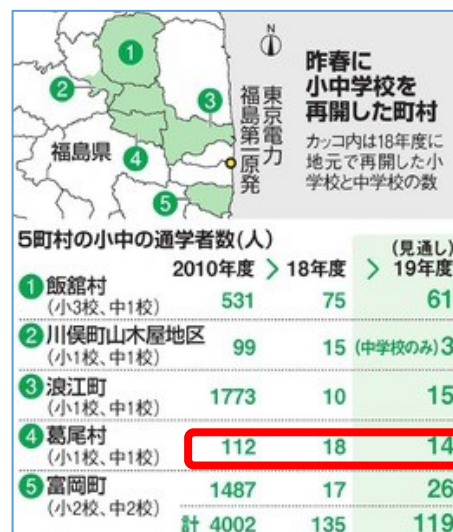 N
昨春に
小中学校を
再開した町村
カッコ内は18年度に
地元で再開した小
学校と中学校の数
東京電力
福島第一原発
福島県
1
2
3
4
5
5町村の小中の通学者数(人)
2010年度 > 18年度 > (見通し)19年度
1 飯舘村 531 75 61
(小3校、中1校)
2 川俣町山木屋地区
(小1校、中1校) 99 15 (中学校のみ)3
3 浪江町 1773 10 15
(小1校、中1校)
4 葛尾村 112 18 14
(小1校、中1校)
5 富岡町 1487 17 26
(小2校、中2校)
計 4002 135 119